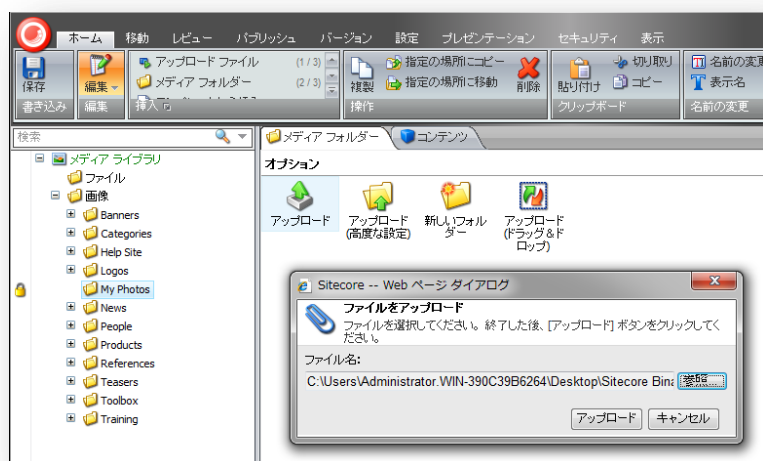 ホーム 移動 レビュー パブリッシュ バージョン 設定 プレゼンテーション セキュリティ 表示
アップロード ファイル (1 / 3)
指定の場所にコピー
切り取り
名前の変更
メディア フォルダー (2 / 3)
指定の場所に移動
コピー
表示名
保存 編集 複製 削除 貼り付け
書き込み 編集 挿入 操作 クリップボード 名前の変更
検索
メディア フォルダー コンテンツ
メディア ライブラリ
ファイル
画像
Banners
Categories
Help Site
Logos
My Photos
News
People
Products
References
Teasers
Toolbox
Training
オプション
アップロード アップロード 新しいフォル アップロード
(高度な設定) ダー (ドラッグ & ド
ロップ)
Sitecore -- Web ページ ダイアログ
ファイルをアップロード
ファイルを選択してください。終了した後、[アップロード] ボタンをクリックしてく
ださい。
ファイル名:
C:\Users\Administrator.WIN-390C39B6264\Desktop\Sitecore Bina 参照...
アップロード キャンセル